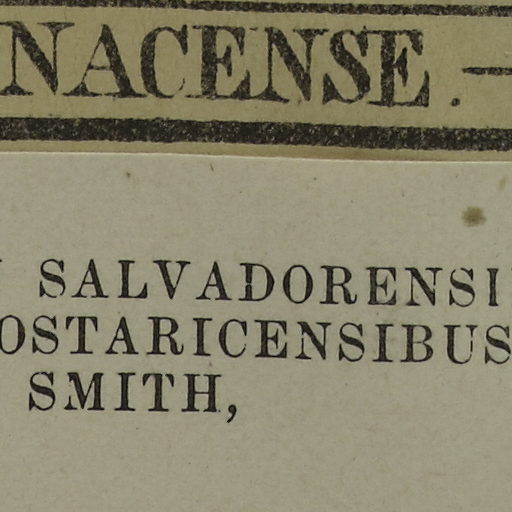 NACENSE.—
SALVADORENSI
OSTARICENSIBUS
SMITH,